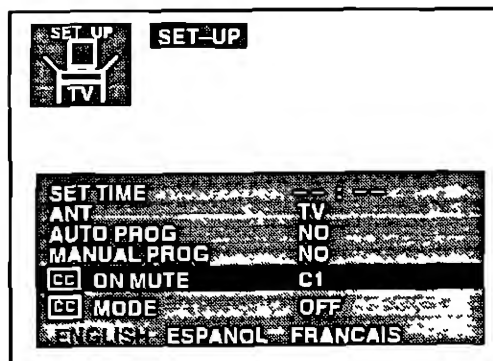 SET UP
SET-UP
TV
SET TIME --:--
ANT TV
AUTO PROG NO
MANUAL PROG NO
CC ON MUTE C1
CC MODE OFF
ENGLISH ESPANOL FRANCAIS